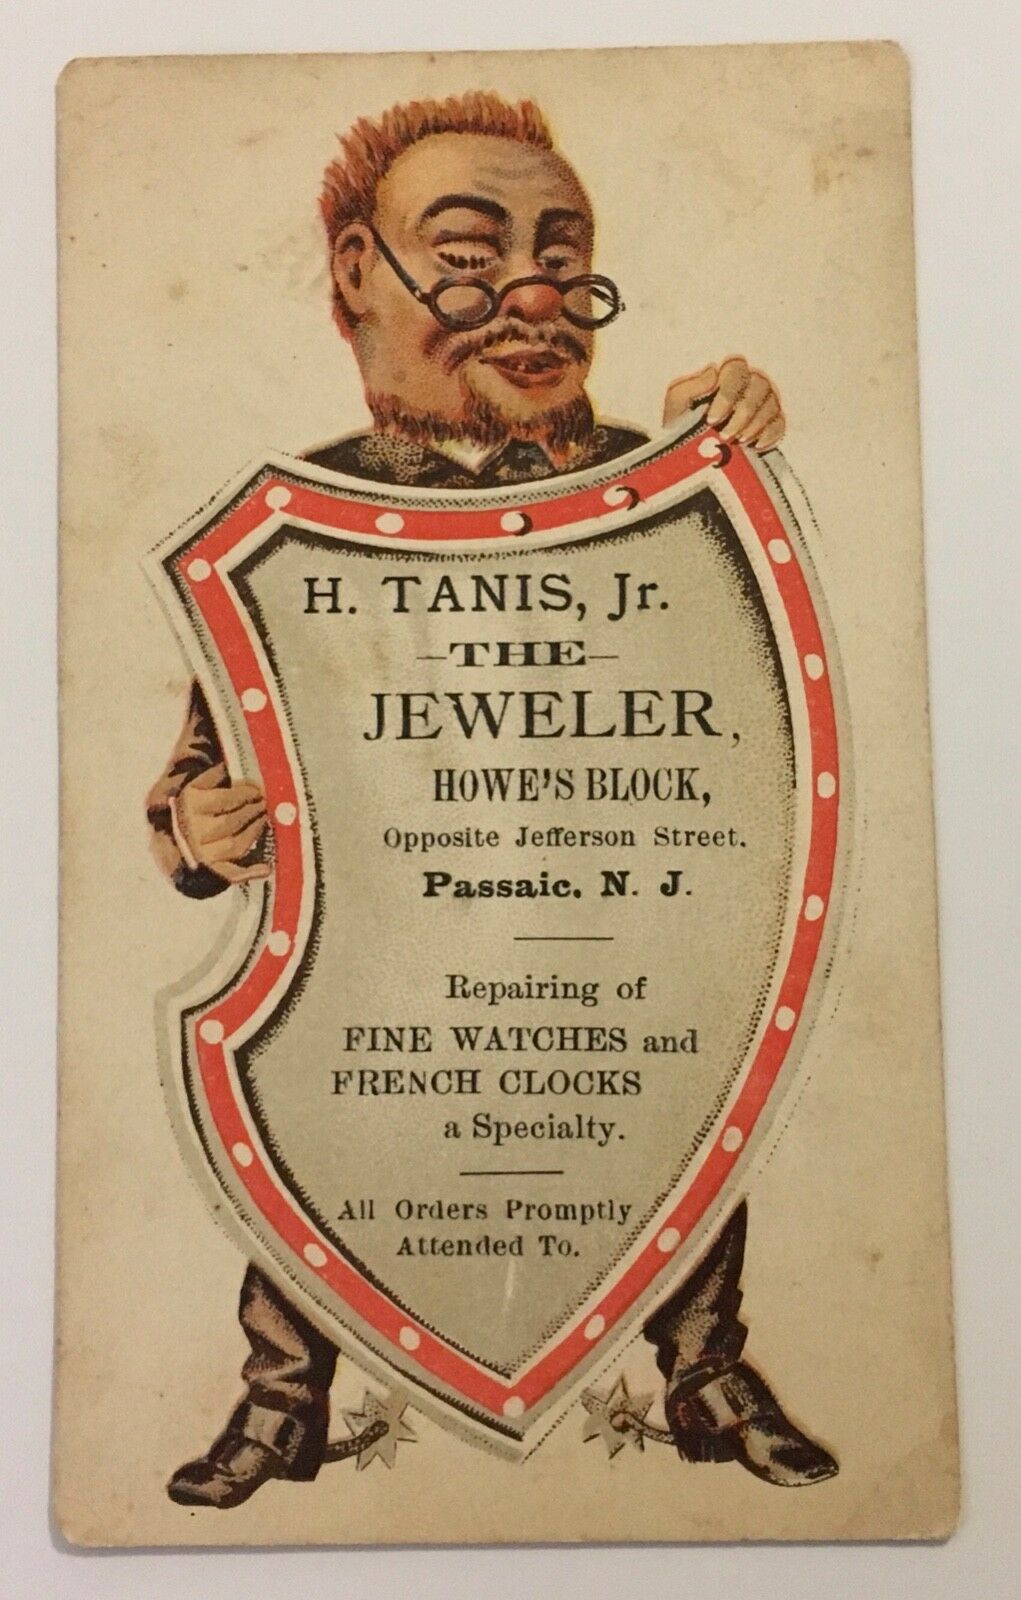 H. TANIS, Jr.
—THE—
JEWELER,
HOWE'S BLOCK,
Opposite Jefferson Street.
Passaic. N. J.
Repairing of
FINE WATCHES and
FRENCH CLOCKS
a Specialty.
All Orders Promptly
Attended To.